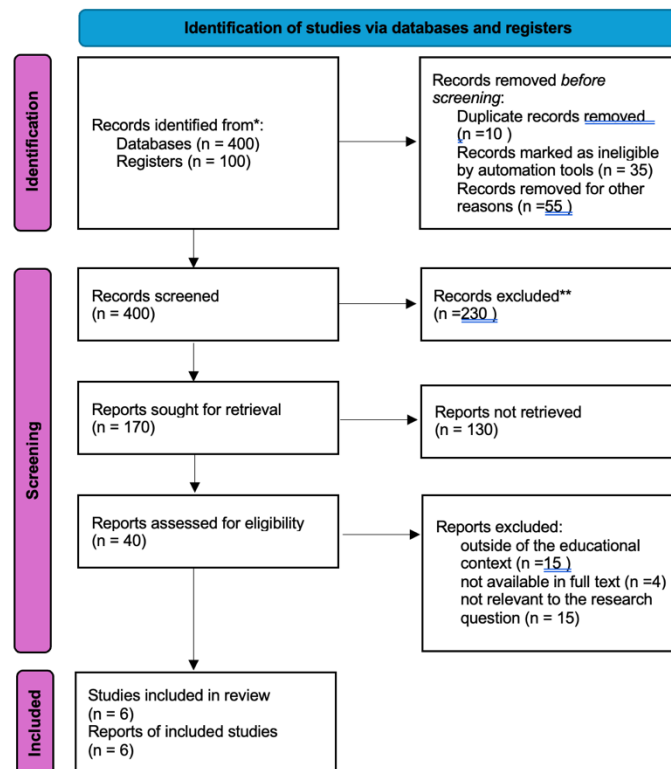 Identification of studies via databases and registers
Identification
Records identified from*:
Databases (n = 400)
Registers (n = 100)
Records removed before
screening:
Duplicate records removed
(n =10 )
Records marked as ineligible
by automation tools (n = 35)
Records removed for other
reasons (n =55 )
Screening
Records screened
(n = 400)
Records excluded**
(n =230 )
Reports sought for retrieval
(n = 170)
Reports not retrieved
(n = 130)
Reports assessed for eligibility
(n = 40)
Reports excluded:
outside of the educational
context (n =15 )
not available in full text (n =4)
not relevant to the research
question (n = 15)
Included
Studies included in review
(n = 6)
Reports of included studies
(n = 6)